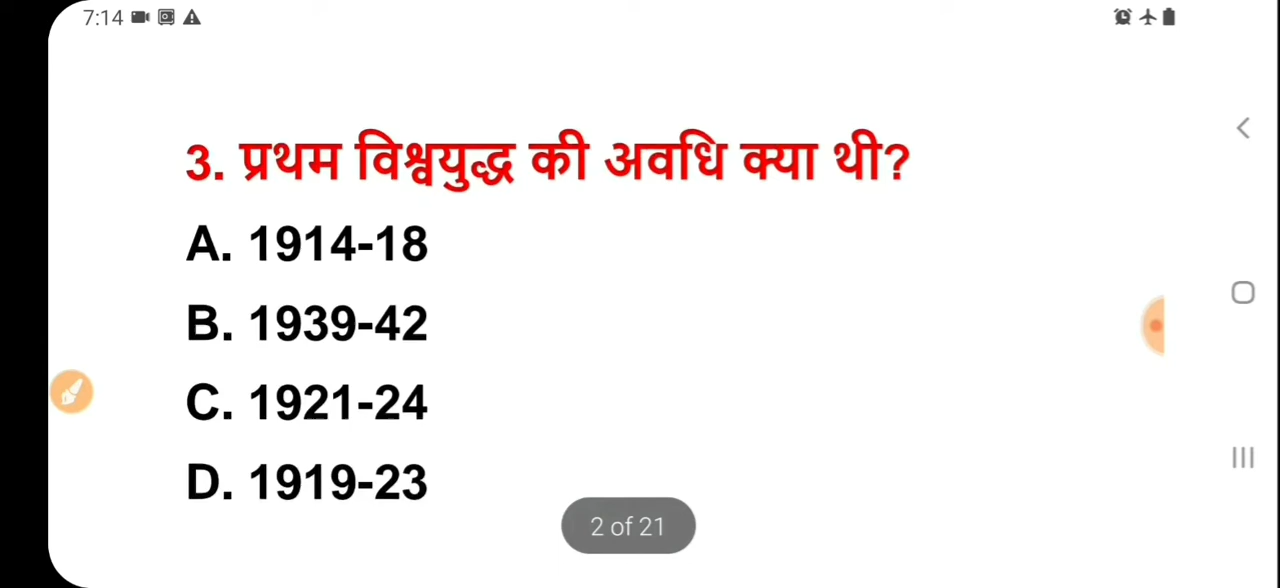 7:14
3. प्रथम विश्वयुद्ध की अवधि क्या थी?
A. 1914-18
B. 1939-42
C. 1921-24
D. 1919-23
2 of 21